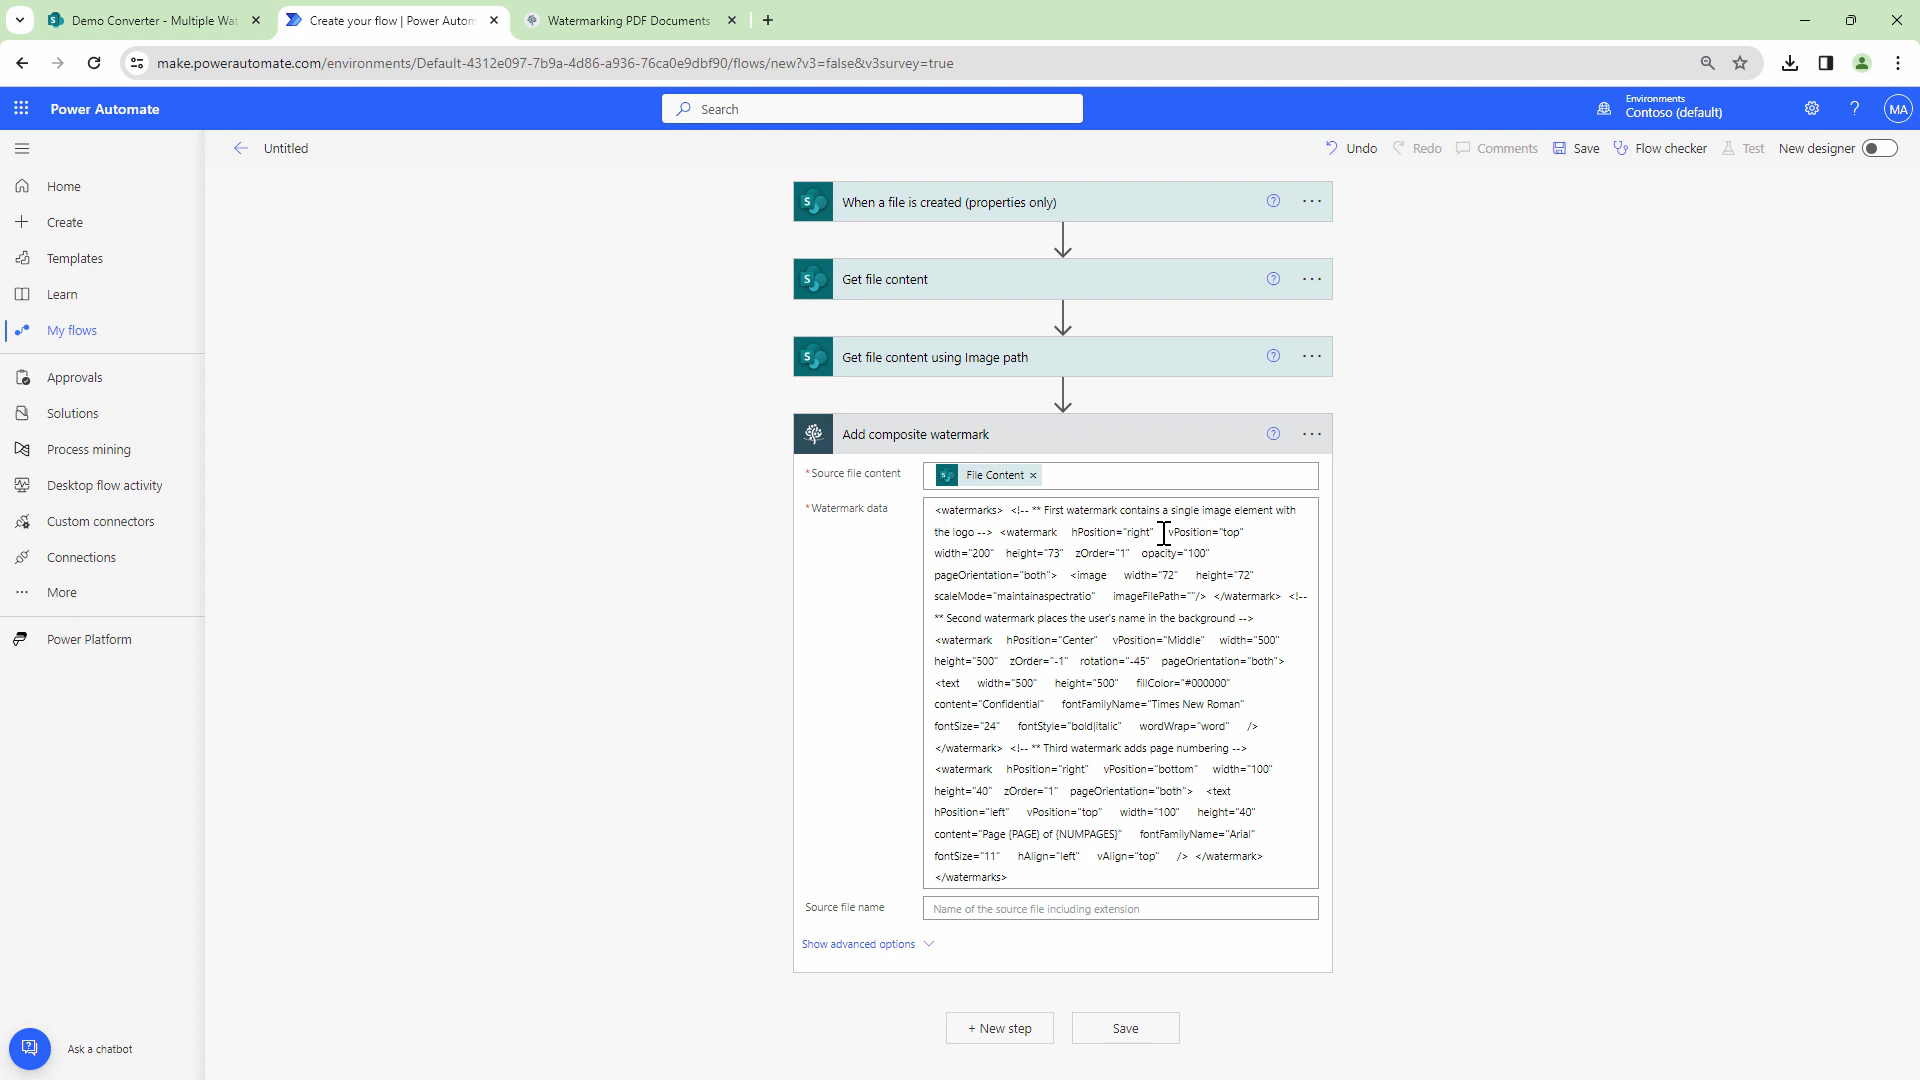 Demo Converter - Multiple Wat
Create your flow | Power Autom
Watermarking PDF Documents
make.powerautomate.com/environments/Default-4312e097-7b9a-4d86-a936-76ca0e9dbf90/flows/new?v3=false&v3survey=true
Power Automate
Search
Environments
Contoso (default)
MA
Untitled
Undo
Redo
Comments
Save
Flow checker
Test
New designer
Home
Create
Templates
Learn
My flows
Approvals
Solutions
Process mining
Desktop flow activity
Custom connectors
Connections
More
Power Platform
Ask a chatbot
When a file is created (properties only)
Get file content
Get file content using Image path
Add composite watermark
* Source file content
File Content
* Watermark data
<watermarks> <!-- ** First watermark contains a single image element with
the logo --> <watermark hPosition="right" vPosition="top"
width="200" height="73" zOrder="1" opacity="100"
pageOrientation="both"> <image width="72" height="72"
scaleMode="maintainaspectratio" imageFilePath=""/> </watermark> <!--
** Second watermark places the user's name in the background -->
<watermark hPosition="Center" vPosition="Middle" width="500"
height="500" zOrder="-1" rotation="-45" pageOrientation="both">
<text width="500" height="500" fillColor="#000000"
content="Confidential" fontFamilyName="Times New Roman"
fontSize="24" fontStyle="bold|italic" wordWrap="word" />
</watermark> <!-- ** Third watermark adds page numbering -->
<watermark hPosition="right" vPosition="bottom" width="100"
height="40" zOrder="1" pageOrientation="both"> <text
hPosition="left" vPosition="top" width="100" height="40"
content="Page {PAGE} of {NUMPAGES}" fontFamilyName="Arial"
fontSize="11" hAlign="left" vAlign="top" /> </watermark>
</watermarks>
Source file name
Name of the source file including extension
Show advanced options
+ New step
Save